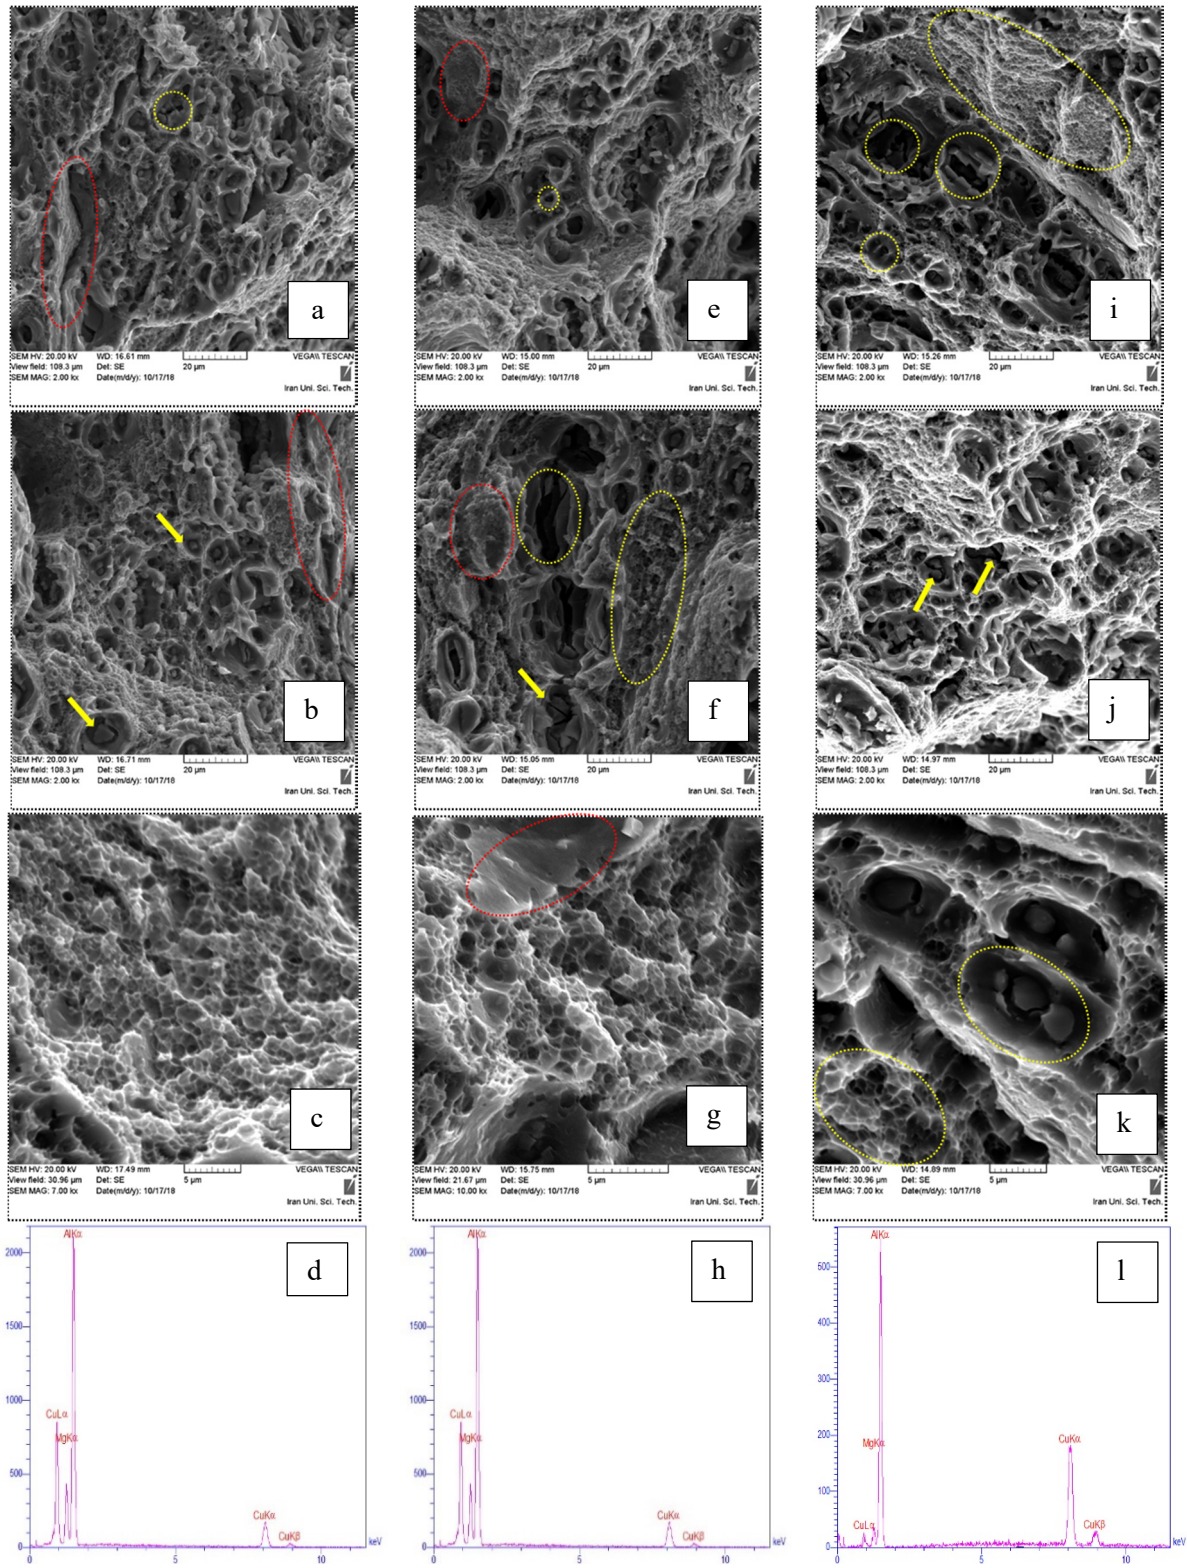 a
SEM HV: 20.00 kV WD: 16.61 mm VEGA\\ TESCAN
View field: 108.3 µm Det: SE 20 µm
SEM MAG: 2.00 kx Date(m/d/y): 10/17/18
Iran Uni. Sci. Tech.
e
SEM HV: 20.00 kV WD: 15.00 mm VEGA\\ TESCAN
View field: 108.3 µm Det: SE 20 µm
SEM MAG: 2.00 kx Date(m/d/y): 10/17/18
Iran Uni. Sci. Tech.
i
SEM HV: 20.00 kV WD: 15.26 mm VEGA\\ TESCAN
View field: 108.3 µm Det: SE 20 µm
SEM MAG: 2.00 kx Date(m/d/y): 10/17/18
Iran Uni. Sci. Tech.
b
SEM HV: 20.00 kV WD: 16.71 mm VEGA\\ TESCAN
View field: 108.3 µm Det: SE 20 µm
SEM MAG: 2.00 kx Date(m/d/y): 10/17/18
Iran Uni. Sci. Tech.
f
SEM HV: 20.00 kV WD: 15.05 mm VEGA\\ TESCAN
View field: 108.3 µm Det: SE 20 µm
SEM MAG: 2.00 kx Date(m/d/y): 10/17/18
Iran Uni. Sci. Tech.
j
SEM HV: 20.00 kV WD: 14.97 mm VEGA\\ TESCAN
View field: 108.3 µm Det: SE 20 µm
SEM MAG: 2.00 kx Date(m/d/y): 10/17/18
Iran Uni. Sci. Tech.
c
SEM HV: 20.00 kV WD: 17.49 mm VEGA\\ TESCAN
View field: 30.96 µm Det: SE 5 µm
SEM MAG: 7.00 kx Date(m/d/y): 10/17/18
Iran Uni. Sci. Tech.
g
SEM HV: 20.00 kV WD: 15.75 mm VEGA\\ TESCAN
View field: 21.67 µm Det: SE 5 µm
SEM MAG: 10.00 kx Date(m/d/y): 10/17/18
Iran Uni. Sci. Tech.
k
SEM HV: 20.00 kV WD: 14.89 mm VEGA\\ TESCAN
View field: 30.96 µm Det: SE 5 µm
SEM MAG: 7.00 kx Date(m/d/y): 10/17/18
Iran Uni. Sci. Tech.
d
AlKα
2000
1500
1000
CuLα
MgKα
500
CuKα
CuKβ
0
keV
0 5 10
h
AlKα
2000
1500
1000
CuLα
MgKα
500
CuKα
CuKβ
0
keV
0 5 10
l
AlKα
500
400
300
200
MgKα
CuKα
100
CuLα
CuKβ
0
keV
0 5 10